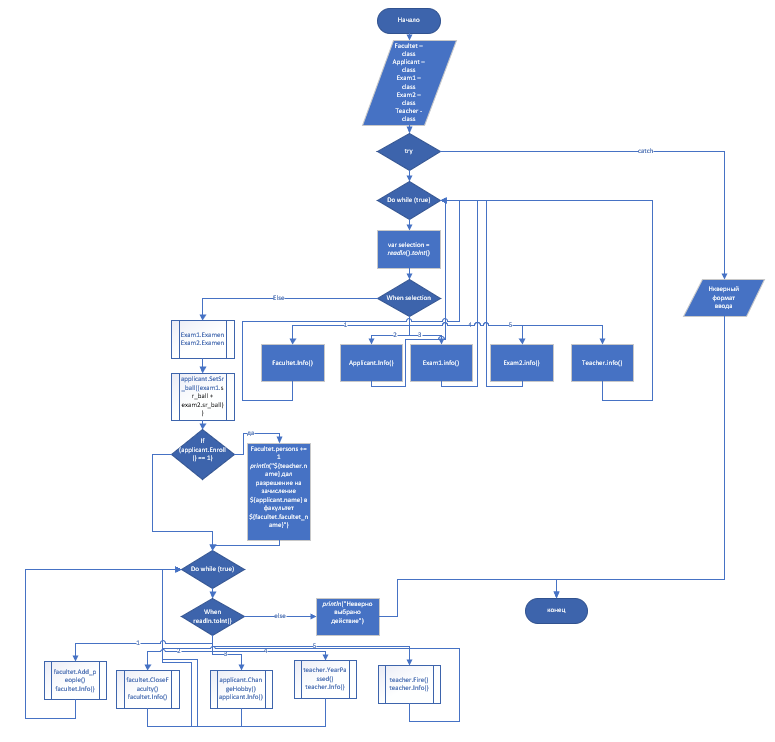 Начало
Facultet –
class
Applicant –
class
Exam1 –
class
Exam2 –
class
Teacher -
class
try
catch
Do while (true)
var selection =
readln().toInt()
When selection
Else
1
2
3
4
5
Нкверный
формат
ввода
Exam1.Examen
Exam2.Examen
Facultet.Info()
Applicant.Info()
Exam1.info()
Exam2.info()
Teacher.info()
applicant.SetSr
_ball((exam1.s
r_ball +
exam2.sr_ball)
)
If
(applicant.Enroll
() == 1)
да
Facultet.persons +=
1
println("${teacher.n
ame} дал
разрешение на
зачисление
${applicant.name} в
факультет
${facultet.facultet_n
ame}")
Do while (true)
When
readln.toInt()
else
println("Неверно
выбрано
действие")
конец
1
2
3
4
5
facultet.Add_p
eople()
facultet.Info()
facultet.CloseF
aculty()
facultet.Info()
applicant.Chan
geHobby()
applicant.Info()
teacher.YearPa
ssed()
teacher.Info()
teacher.Fire()
teacher.Info()